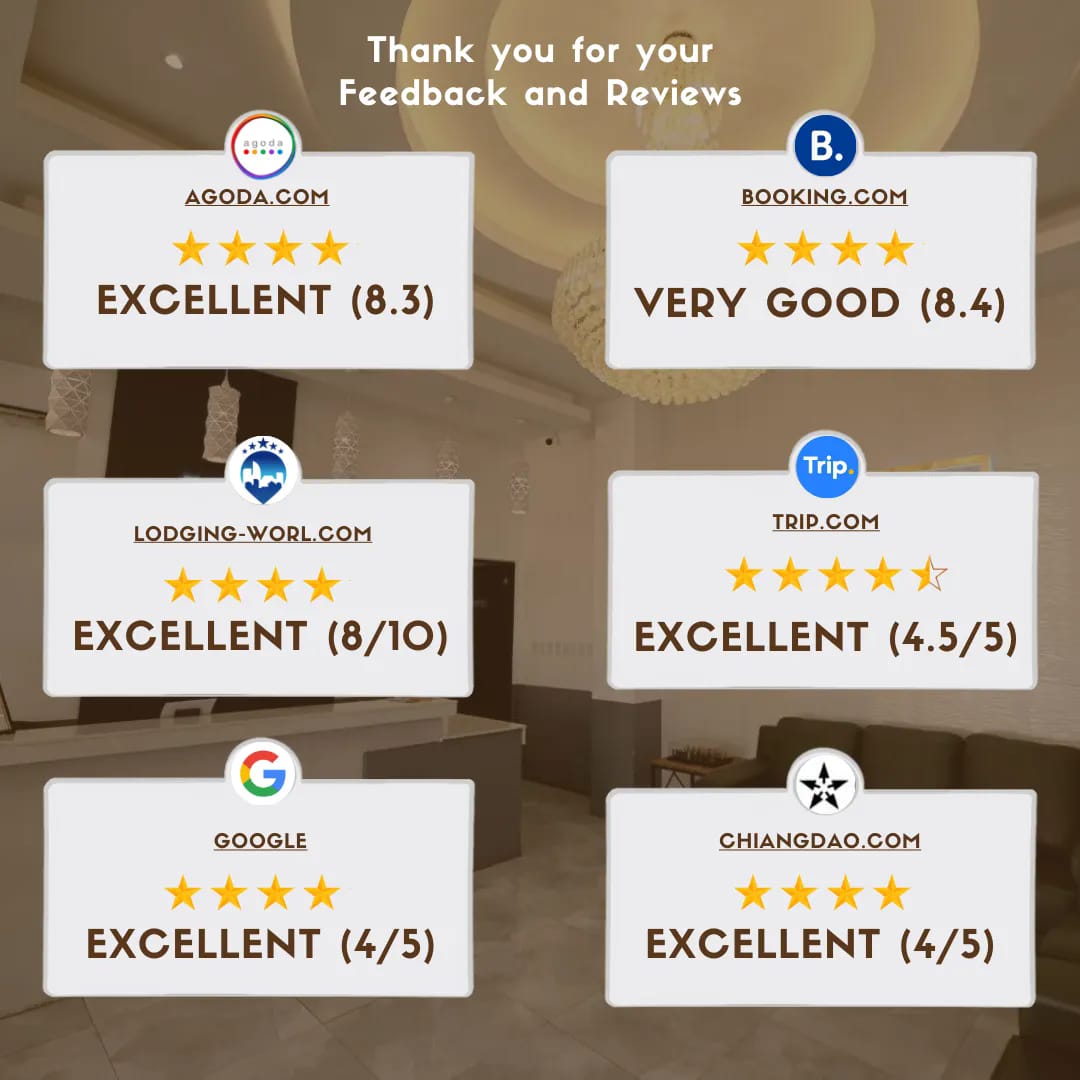 Thank you for your
Feedback and Reviews
agoda
AGODA.COM
EXCELLENT (8.3)
B.
BOOKING.COM
VERY GOOD (8.4)
LODGING-WORL.COM
EXCELLENT (8/10)
Trip.
TRIP.COM
EXCELLENT (4.5/5)
G
GOOGLE
EXCELLENT (4/5)
CHIANGDAO.COM
EXCELLENT (4/5)